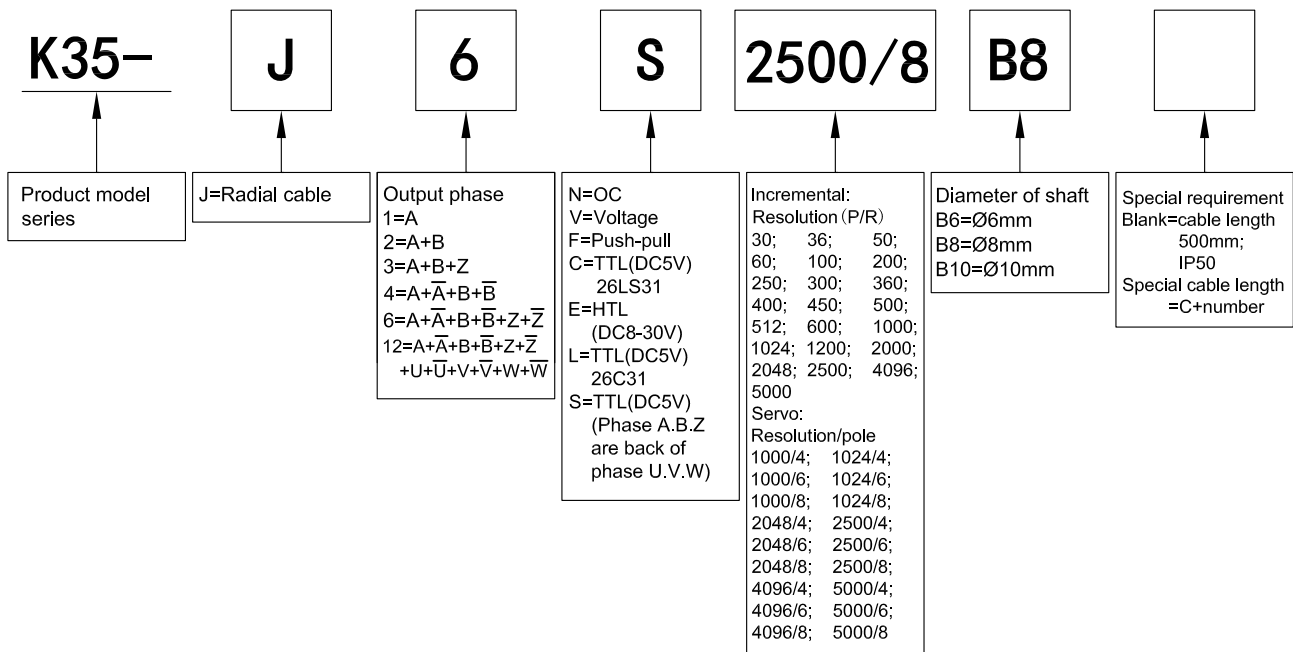 K35- J 6 S 2500/8 B8
Product model
series
J=Radial cable
Output phase
1=A
2=A+B
3=A+B+Z
4=A+A̅+B+B̅
6=A+A̅+B+B̅+Z+Z̅
12=A+A̅+B+B̅+Z+Z̅
+U+U̅+V+V̅+W+W̅
N=OC
V=Voltage
F=Push-pull
C=TTL(DC5V)
26LS31
E=HTL
(DC8-30V)
L=TTL(DC5V)
26C31
S=TTL(DC5V)
(Phase A.B.Z
are back of
phase U.V.W)
Incremental:
Resolution(P/R)
30; 36; 50;
60; 100; 200;
250; 300; 360;
400; 450; 500;
512; 600; 1000;
1024; 1200; 2000;
2048; 2500; 4096;
5000
Servo:
Resolution/pole
1000/4; 1024/4;
1000/6; 1024/6;
1000/8; 1024/8;
2048/4; 2500/4;
2048/6; 2500/6;
2048/8; 2500/8;
4096/4; 5000/4;
4096/6; 5000/6;
4096/8; 5000/8
Diameter of shaft
B6=Ø6mm
B8=Ø8mm
B10=Ø10mm
Special requirement
Blank=cable length
500mm;
IP50
Special cable length
=C+number